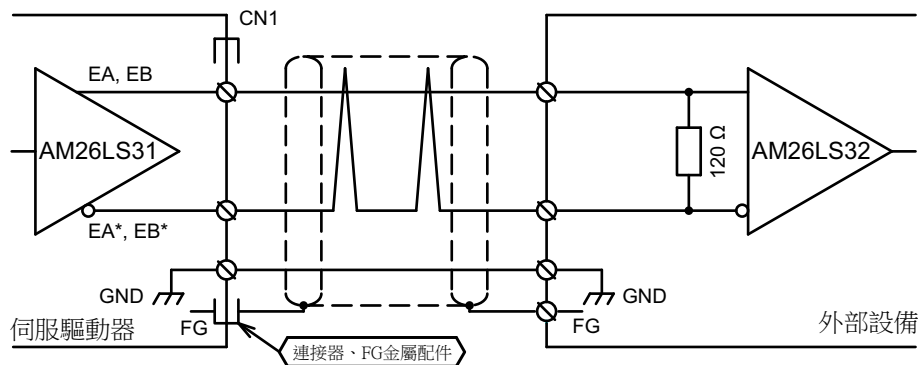 CN1
EA, EB
AM26LS31
EA*, EB*
120 Ω
AM26LS32
GND
GND
FG
FG
伺服驅動器
外部設備
連接器、FG金屬配件